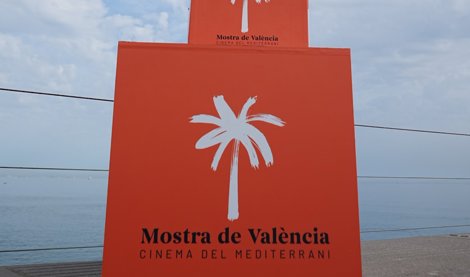 Mostra de València
CINEMA DEL MEDITERRANI
Mostra de València
CINEMA DEL MEDITERRANI